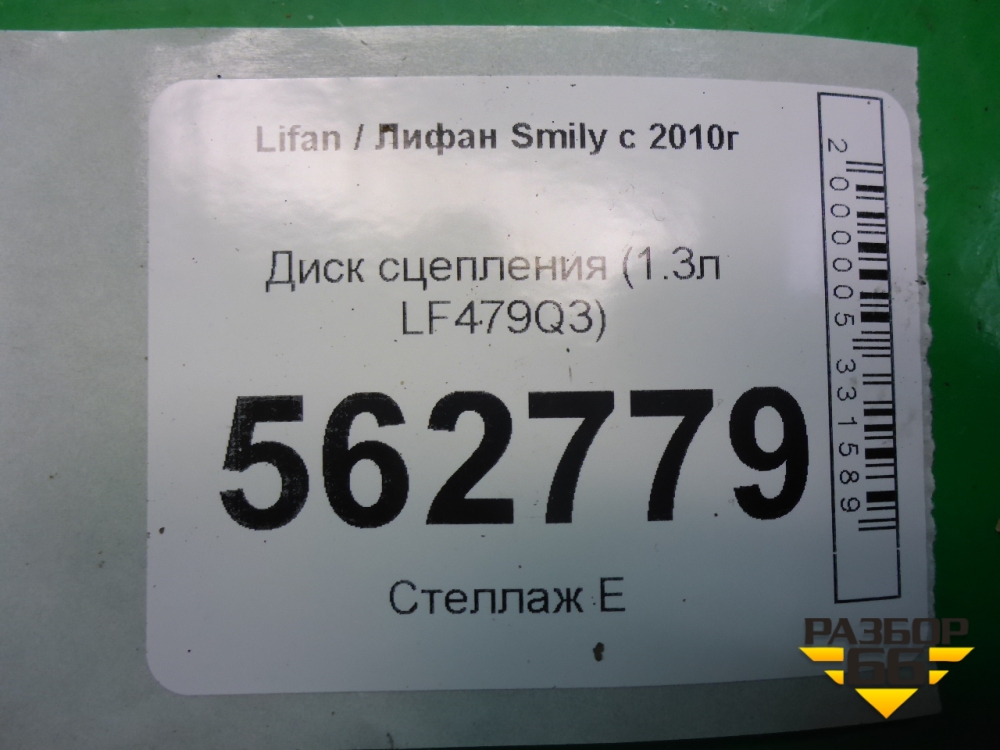 Lifan / Лифан Smily с 2010г
Диск сцепления (1.3л
LF479Q3)
562779
Стеллаж Е
2000005331589
РАЗБОР
66